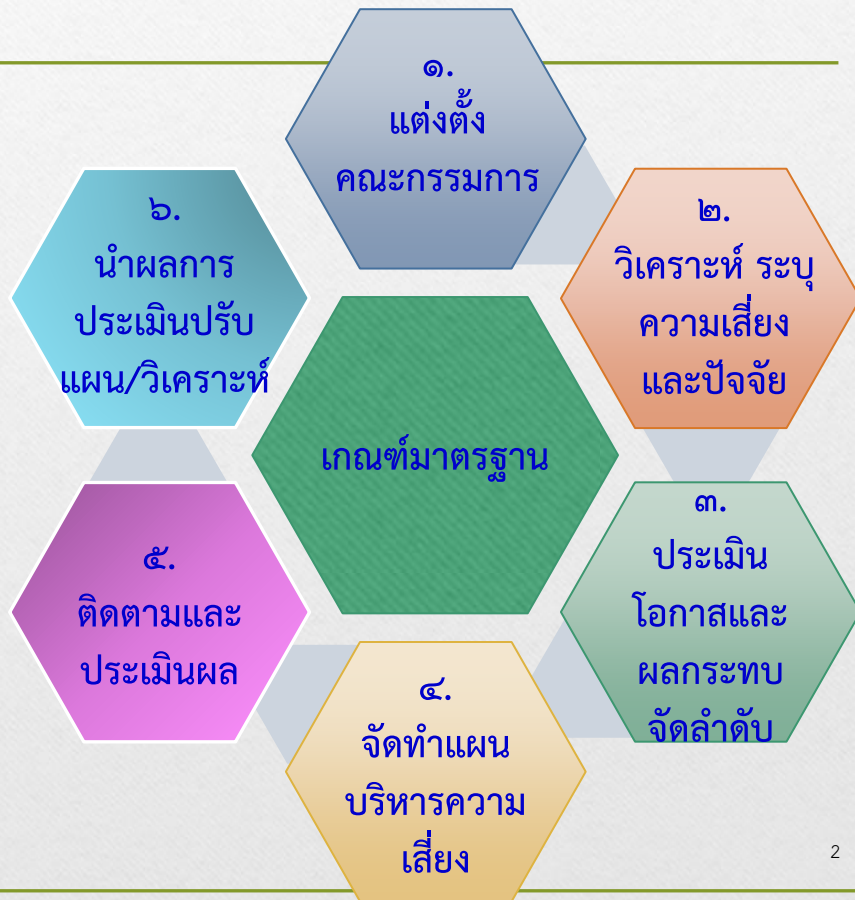 ๑.
แต่งตั้ง
คณะกรรมการ
๒.
วิเคราะห์ ระบุ
ความเสี่ยง
และปัจจัย
๓.
ประเมิน
โอกาสและ
ผลกระทบ
จัดลำดับ
๔.
จัดทำแผน
บริหารความ
เสี่ยง
๕.
ติดตามและ
ประเมินผล
๖.
นำผลการ
ประเมินปรับ
แผน/วิเคราะห์
เกณฑ์มาตรฐาน
2